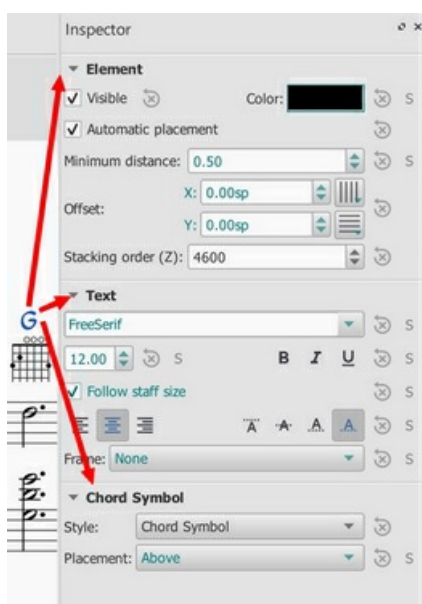 Inspector
Element
Visible Color: S
Automatic placement
Minimum distance: 0.50 S
X: 0.00sp
Offset:
Y: 0.00sp
Stacking order (Z): 4600
Text
G
FreeSerif S
12.00 S B I U S
Follow staff size S
A A A A S
Frame: None S
Chord Symbol
Style: Chord Symbol
Placement: Above S